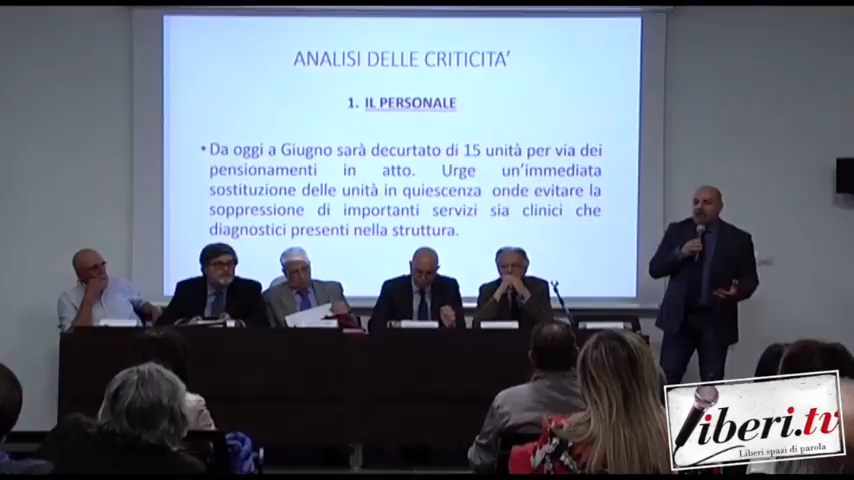 ANALISI DELLE CRITICITA'
1. IL PERSONALE
• Da oggi a Giugno sarà decurtato di 15 unità per via dei
pensionamenti in atto. Urge un'immediata
sostituzione delle unità in quiescenza onde evitare la
soppressione di importanti servizi sia clinici che
diagnostici presenti nella struttura.
liberi.tv
Liberi spazi di parola